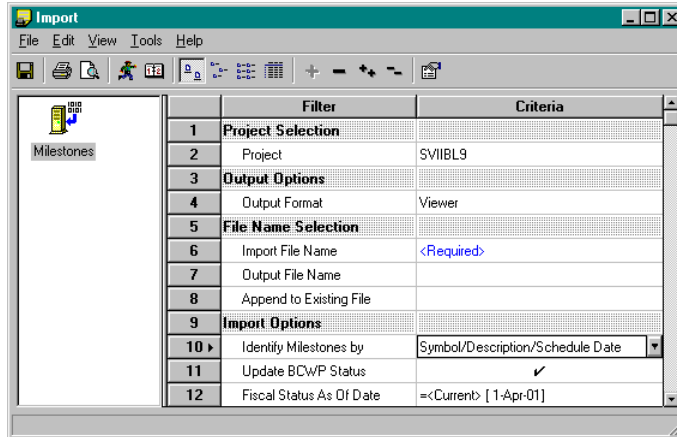 Import
File Edit View Tools Help
Filter Criteria
Milestones
1 Project Selection
2 Project SVIIBL9
3 Output Options
4 Output Format Viewer
5 File Name Selection
6 Import File Name <Required>
7 Output File Name
8 Append to Existing File
9 Import Options
10 Identify Milestones by Symbol/Description/Schedule Date
11 Update BCWP Status ✔
12 Fiscal Status As Of Date =<Current> [ 1-Apr-01]